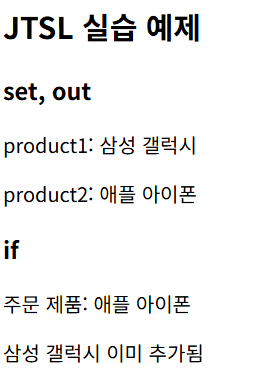 JTSL 실습 예제
set, out
product1: 삼성 갤럭시
product2: 애플 아이폰
if
주문 제품: 애플 아이폰
삼성 갤럭시 이미 추가됨